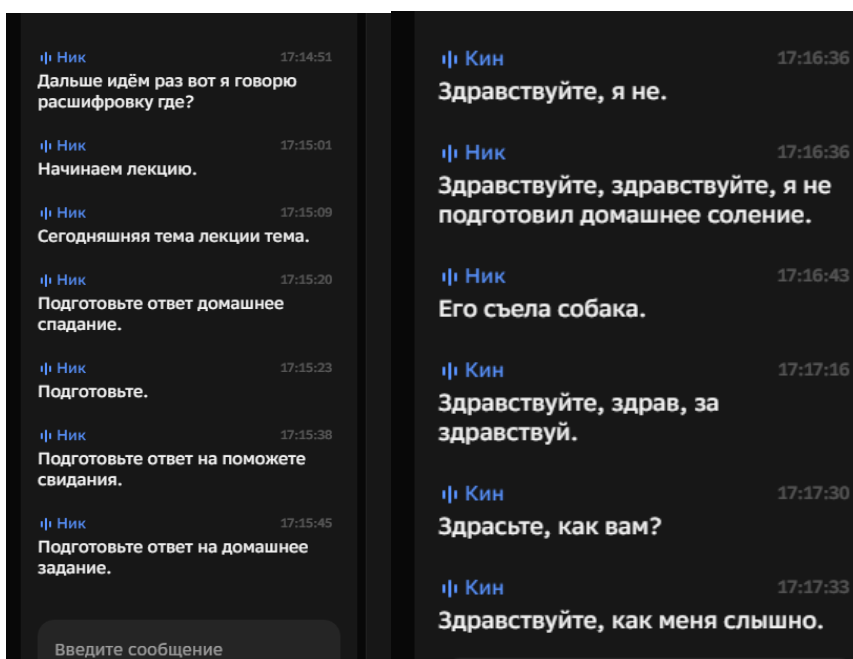 Ник 17:14:51
Дальше идём раз вот я говорю
расшифровку где?
Ник 17:15:01
Начинаем лекцию.
Ник 17:15:09
Сегодняшняя тема лекции тема.
Ник 17:15:20
Подготовьте ответ домашнее
спадание.
Ник 17:15:23
Подготовьте.
Ник 17:15:38
Подготовьте ответ на поможете
свидания.
Ник 17:15:45
Подготовьте ответ на домашнее
задание.
Введите сообщение
Кин 17:16:36
Здравствуйте, я не.
Ник 17:16:36
Здравствуйте, здравствуйте, я не
подготовил домашнее соление.
Ник 17:16:43
Его съела собака.
Кин 17:17:16
Здравствуйте, здрав, за
здравствуй.
Кин 17:17:30
Здрасьте, как вам?
Кин 17:17:33
Здравствуйте, как меня слышно.